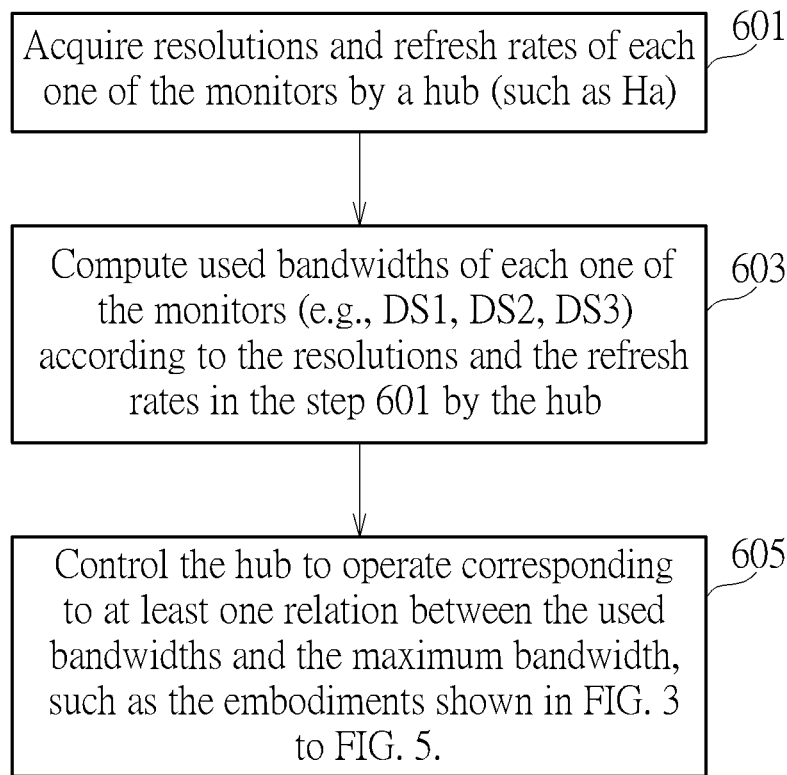 Acquire resolutions and refresh rates of each
one of the monitors by a hub (such as Ha)
601
Compute used bandwidths of each one of
the monitors (e.g., DS1, DS2, DS3)
according to the resolutions and the refresh
rates in the step 601 by the hub
603
Control the hub to operate corresponding
to at least one relation between the used
bandwidths and the maximum bandwidth,
such as the embodiments shown in FIG. 3
to FIG. 5.
605